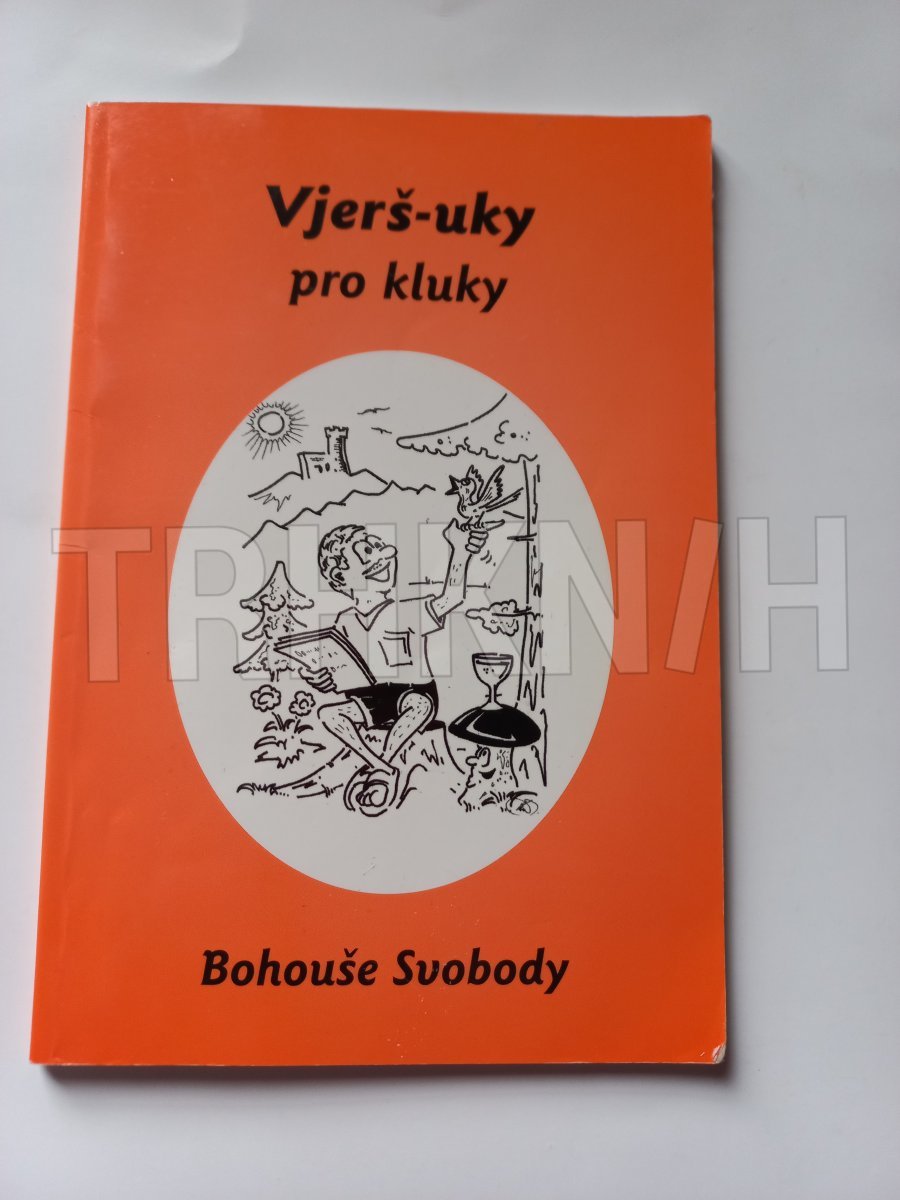 Vjerš-uky
pro kluky
TRHKNIH
Bohouše Svobody